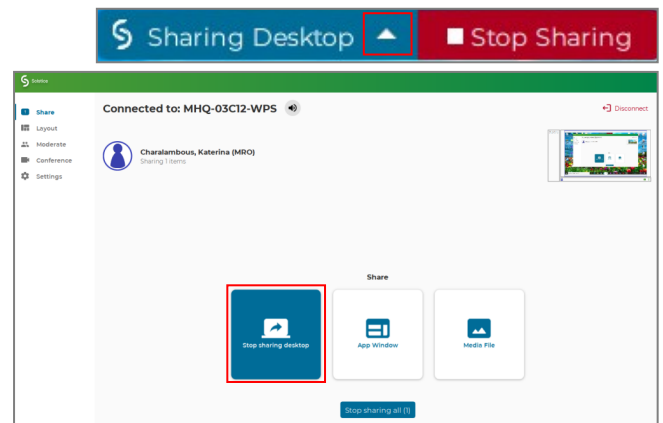 Sharing Desktop
Stop Sharing
Solstice
Share
Layout
Moderate
Conference
Settings
Connected to: MHQ-03C12-WPS
Disconnect
Charalambous, Katerina (MRO)
Sharing 1 items
Share
Stop sharing desktop
App Window
Media File
Stop sharing all (1)